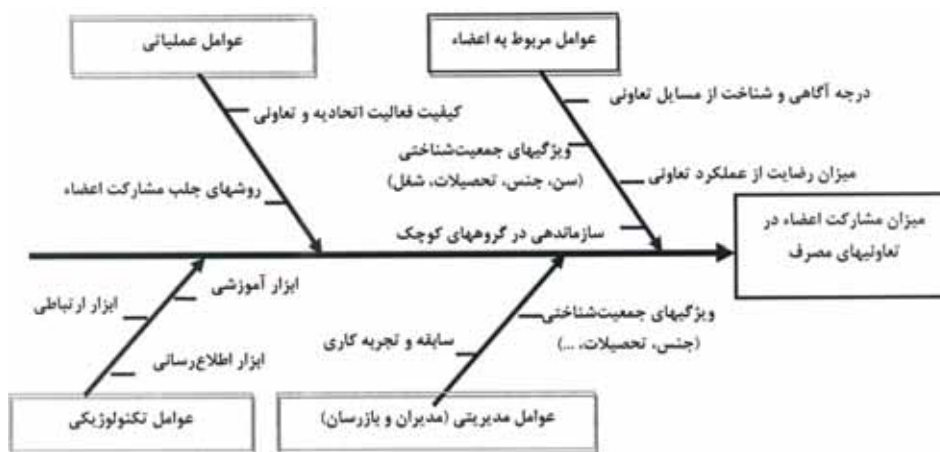 عوامل مربوط به اعضاء
عوامل عملیاتی
درجه آگاهی و شناخت از مسایل تعاونی
کیفیت فعالیت اتحادیه و تعاونی
ویژگیهای جمعیت‌شناختی
(سن، جنس، تحصیلات، شغل)
میزان رضایت از عملکرد تعاونی
روشهای جلب مشارکت اعضاء
سازماندهی در گروههای کوچک
میزان مشارکت اعضاء در
تعاونیهای مصرف
ویژگیهای جمعیت‌شناختی
(جنس، تحصیلات، ...)
سابقه و تجربه کاری
ابزار آموزشی
ابزار ارتباطی
ابزار اطلاع‌رسانی
عوامل مدیریتی (مدیران و بازرسان)
عوامل تکنولوژیکی